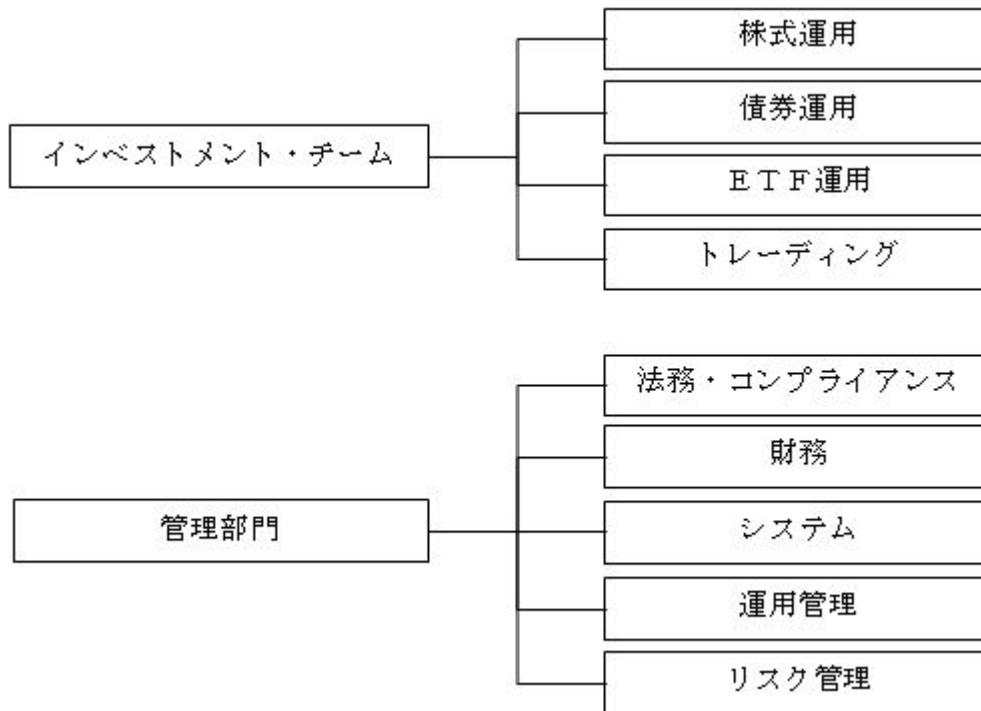 インベストメント・チーム
株式運用
債券運用
ＥＴＦ運用
トレーディング
管理部門
法務・コンプライアンス
財務
システム
運用管理
リスク管理